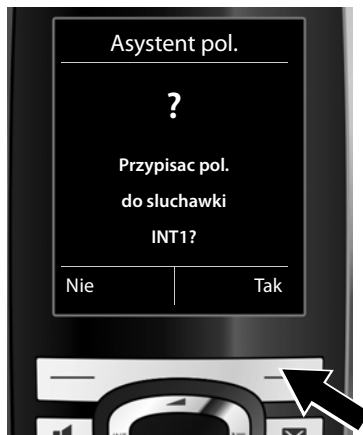 Asystent pol.
?
Przypisac pol.
do sluchawki
INT1?
Nie Tak